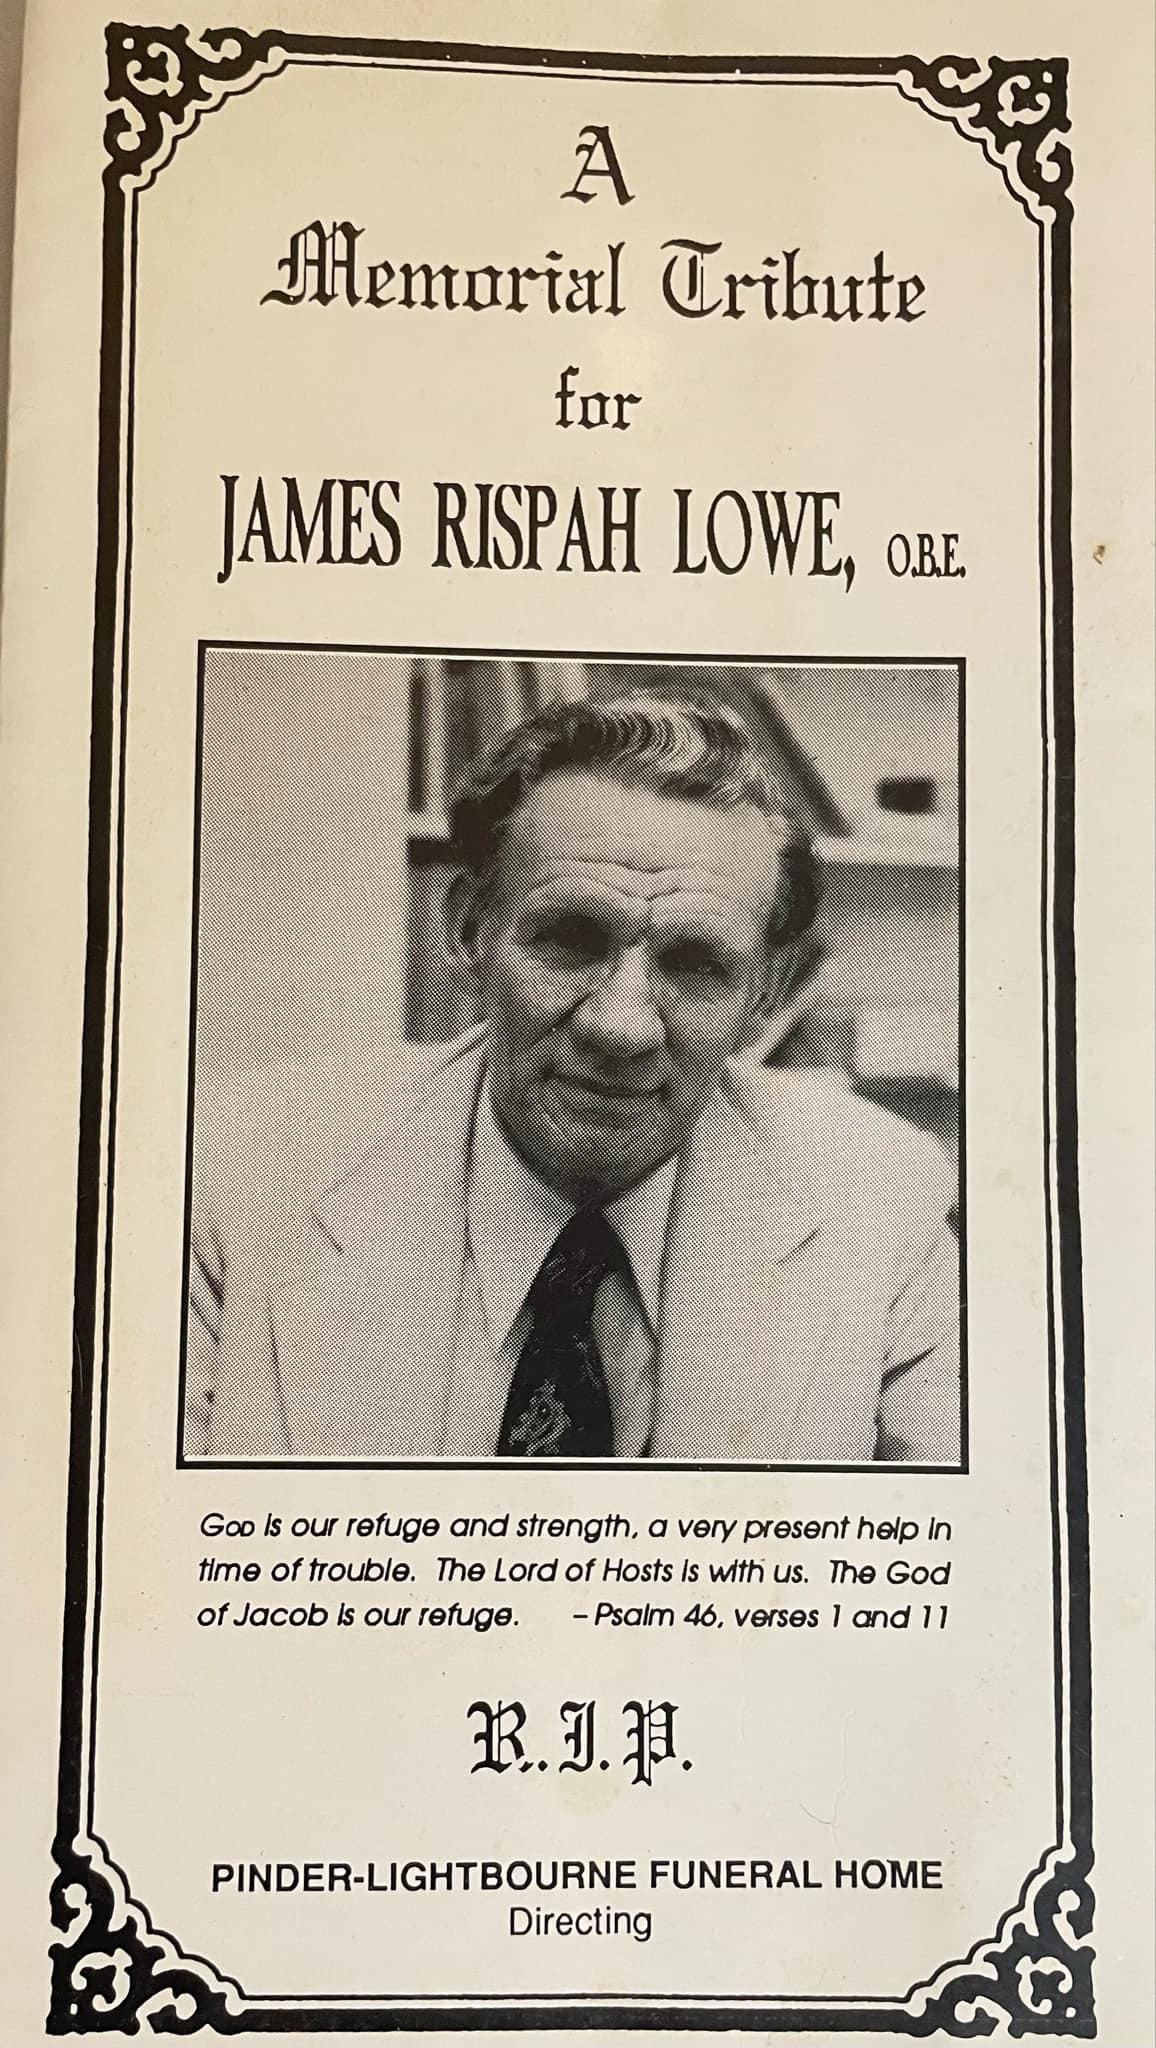 A
Memorial Tribute
for
JAMES RISPAH LOWE, O.B.E.
GOD is our refuge and strength, a very present help in
time of trouble. The Lord of Hosts is with us. The God
of Jacob is our refuge. – Psalm 46, verses 1 and 11
R.I.P.
PINDER-LIGHTBOURNE FUNERAL HOME
Directing